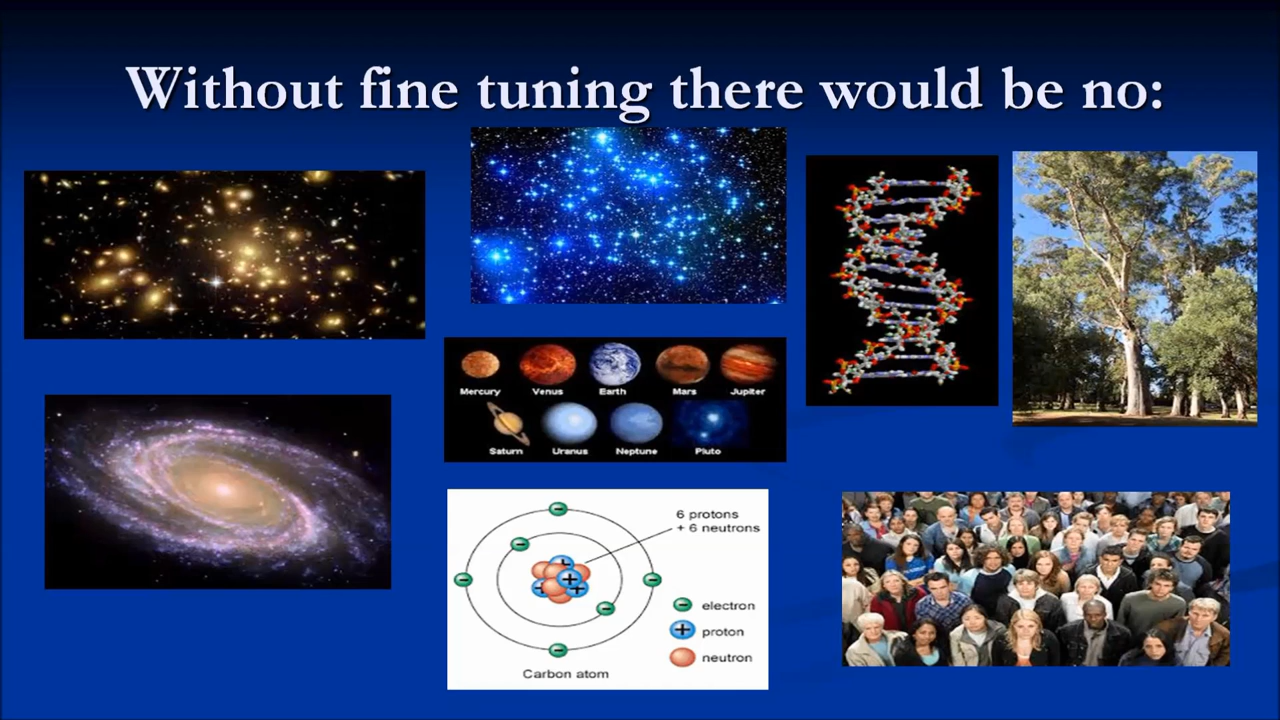 Without fine tuning there would be no:
Mercury Venus Earth Mars Jupiter
Saturn Uranus Neptune Pluto
6 protons
+ 6 neutrons
electron
proton
neutron
Carbon atom